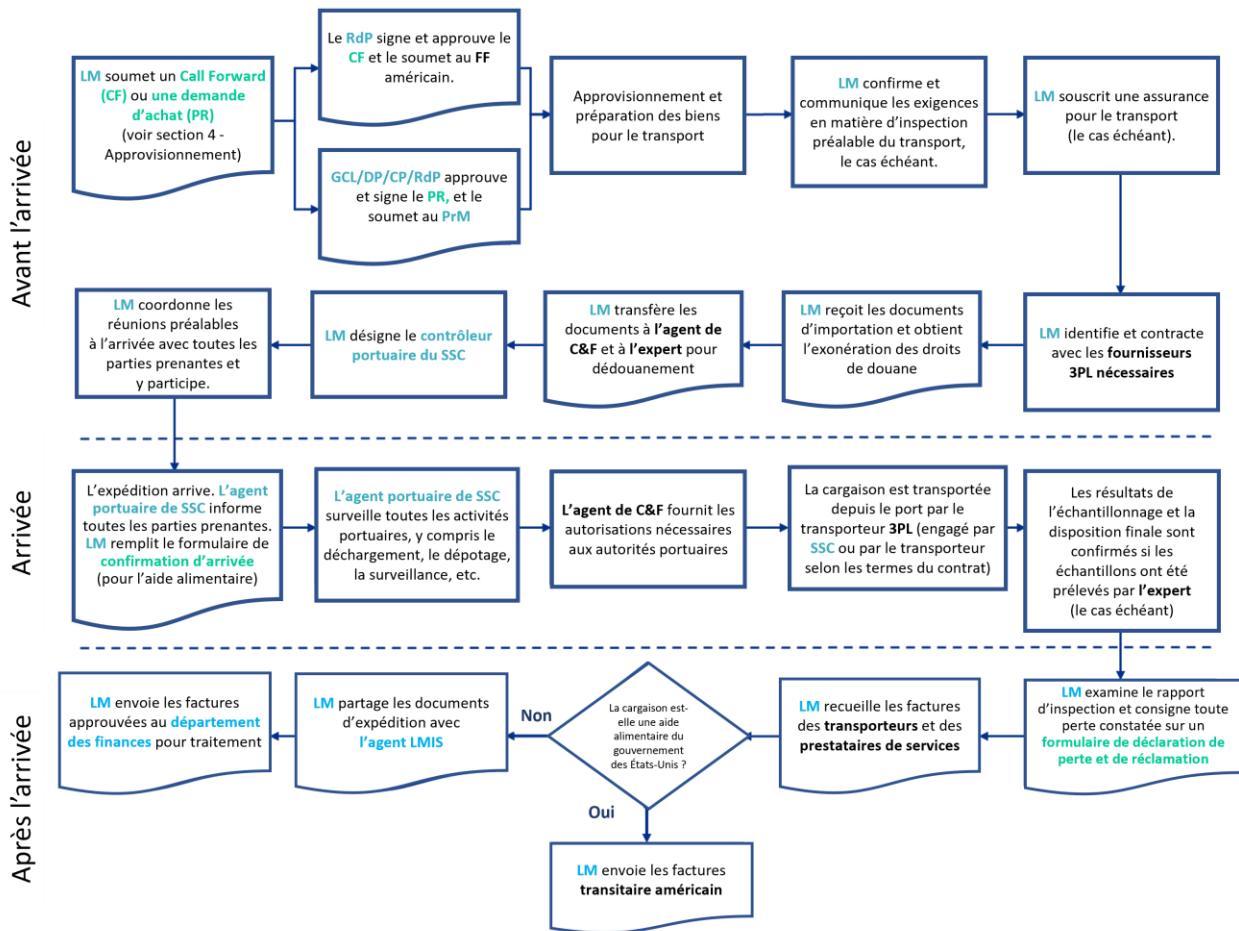 Avant l’arrivée
LM soumet un Call Forward
(CF) ou une demande
d’achat (PR)
(voir section 4 -
Approvisionnement)
Le RdP signe et approuve le
CF et le soumet au FF
américain.
GCL/DP/CP/RdP approuve
et signe le PR, et le
soumet au PrM
Approvisionnement et
préparation des biens
pour le transport
LM confirme et
communique les exigences
en matière d’inspection
préalable du transport,
le cas échéant.
LM souscrit une assurance
pour le transport
(le cas échéant).
LM identifie et contracte
avec les fournisseurs
3PL nécessaires
LM reçoit les documents
d’importation et obtient
l’exonération des droits
de douane
LM transfère les
documents à l’agent de
C&F et à l’expert pour
dédouanement
LM désigne le contrôleur
portuaire du SSC
LM coordonne les
réunions préalables
à l’arrivée avec toutes les
parties prenantes et
y participe.
Arrivée
L’expédition arrive. L’agent
portuaire de SSC informe
toutes les parties prenantes.
LM remplit le formulaire de
confirmation d’arrivée
(pour l’aide alimentaire)
L’agent portuaire de SSC
surveille toutes les activités
portuaires, y compris le
déchargement, le dépotage,
la surveillance, etc.
L’agent de C&F fournit les
autorisations nécessaires
aux autorités portuaires
La cargaison est transportée
depuis le port par le
transporteur 3PL (engagé par
SSC ou par le transporteur
selon les termes du contrat)
Les résultats de
l’échantillonnage et la
disposition finale sont
confirmés si les
échantillons ont été
prélevés par l’expert
(le cas échéant)
Après l’arrivée
LM examine le rapport
d’inspection et consigne toute
perte constatée sur un
formulaire de déclaration de
perte et de réclamation
LM recueille les factures
des transporteurs et des
prestataires de services
La cargaison est-
elle une aide
alimentaire du
gouvernement
des États-Unis ?
Non
LM partage les documents
d’expédition avec
l’agent LMIS
LM envoie les factures
approuvées au département
des finances pour traitement
Oui
LM envoie les factures
transitaire américain